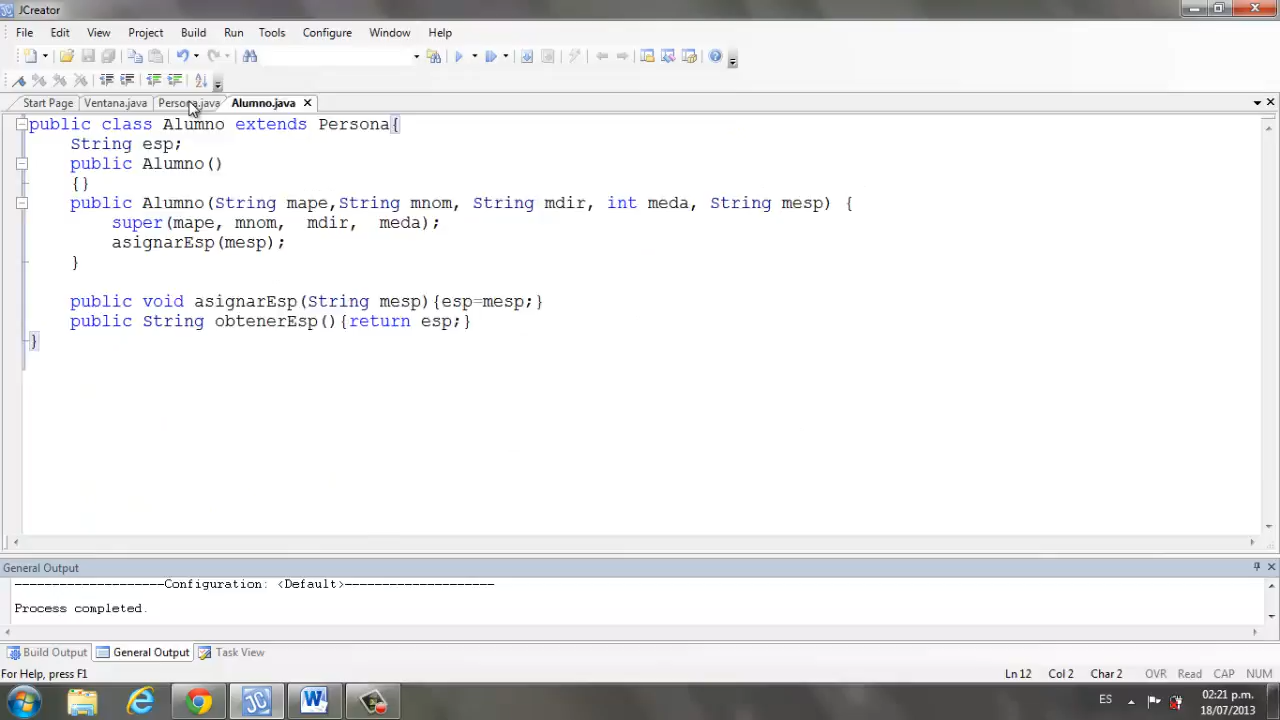 JCreator
File Edit View Project Build Run Tools Configure Window Help
Start Page Ventana.java Persona.java Alumno.java
public class Alumno extends Persona{
String esp;
public Alumno()
{}
public Alumno(String mape,String mnom, String mdir, int meda, String mesp) {
super(mape, mnom, mdir, meda);
asignarEsp(mesp);
}
public void asignarEsp(String mesp){esp=mesp;}
public String obtenerEsp(){return esp;}
}
General Output
--------------------Configuration: <Default>--------------------
Process completed.
Build Output General Output Task View
For Help, press F1 Ln 12 Col 2 Char 2 OVR Read CAP NUM
ES 02:21 p.m.
18/07/2013